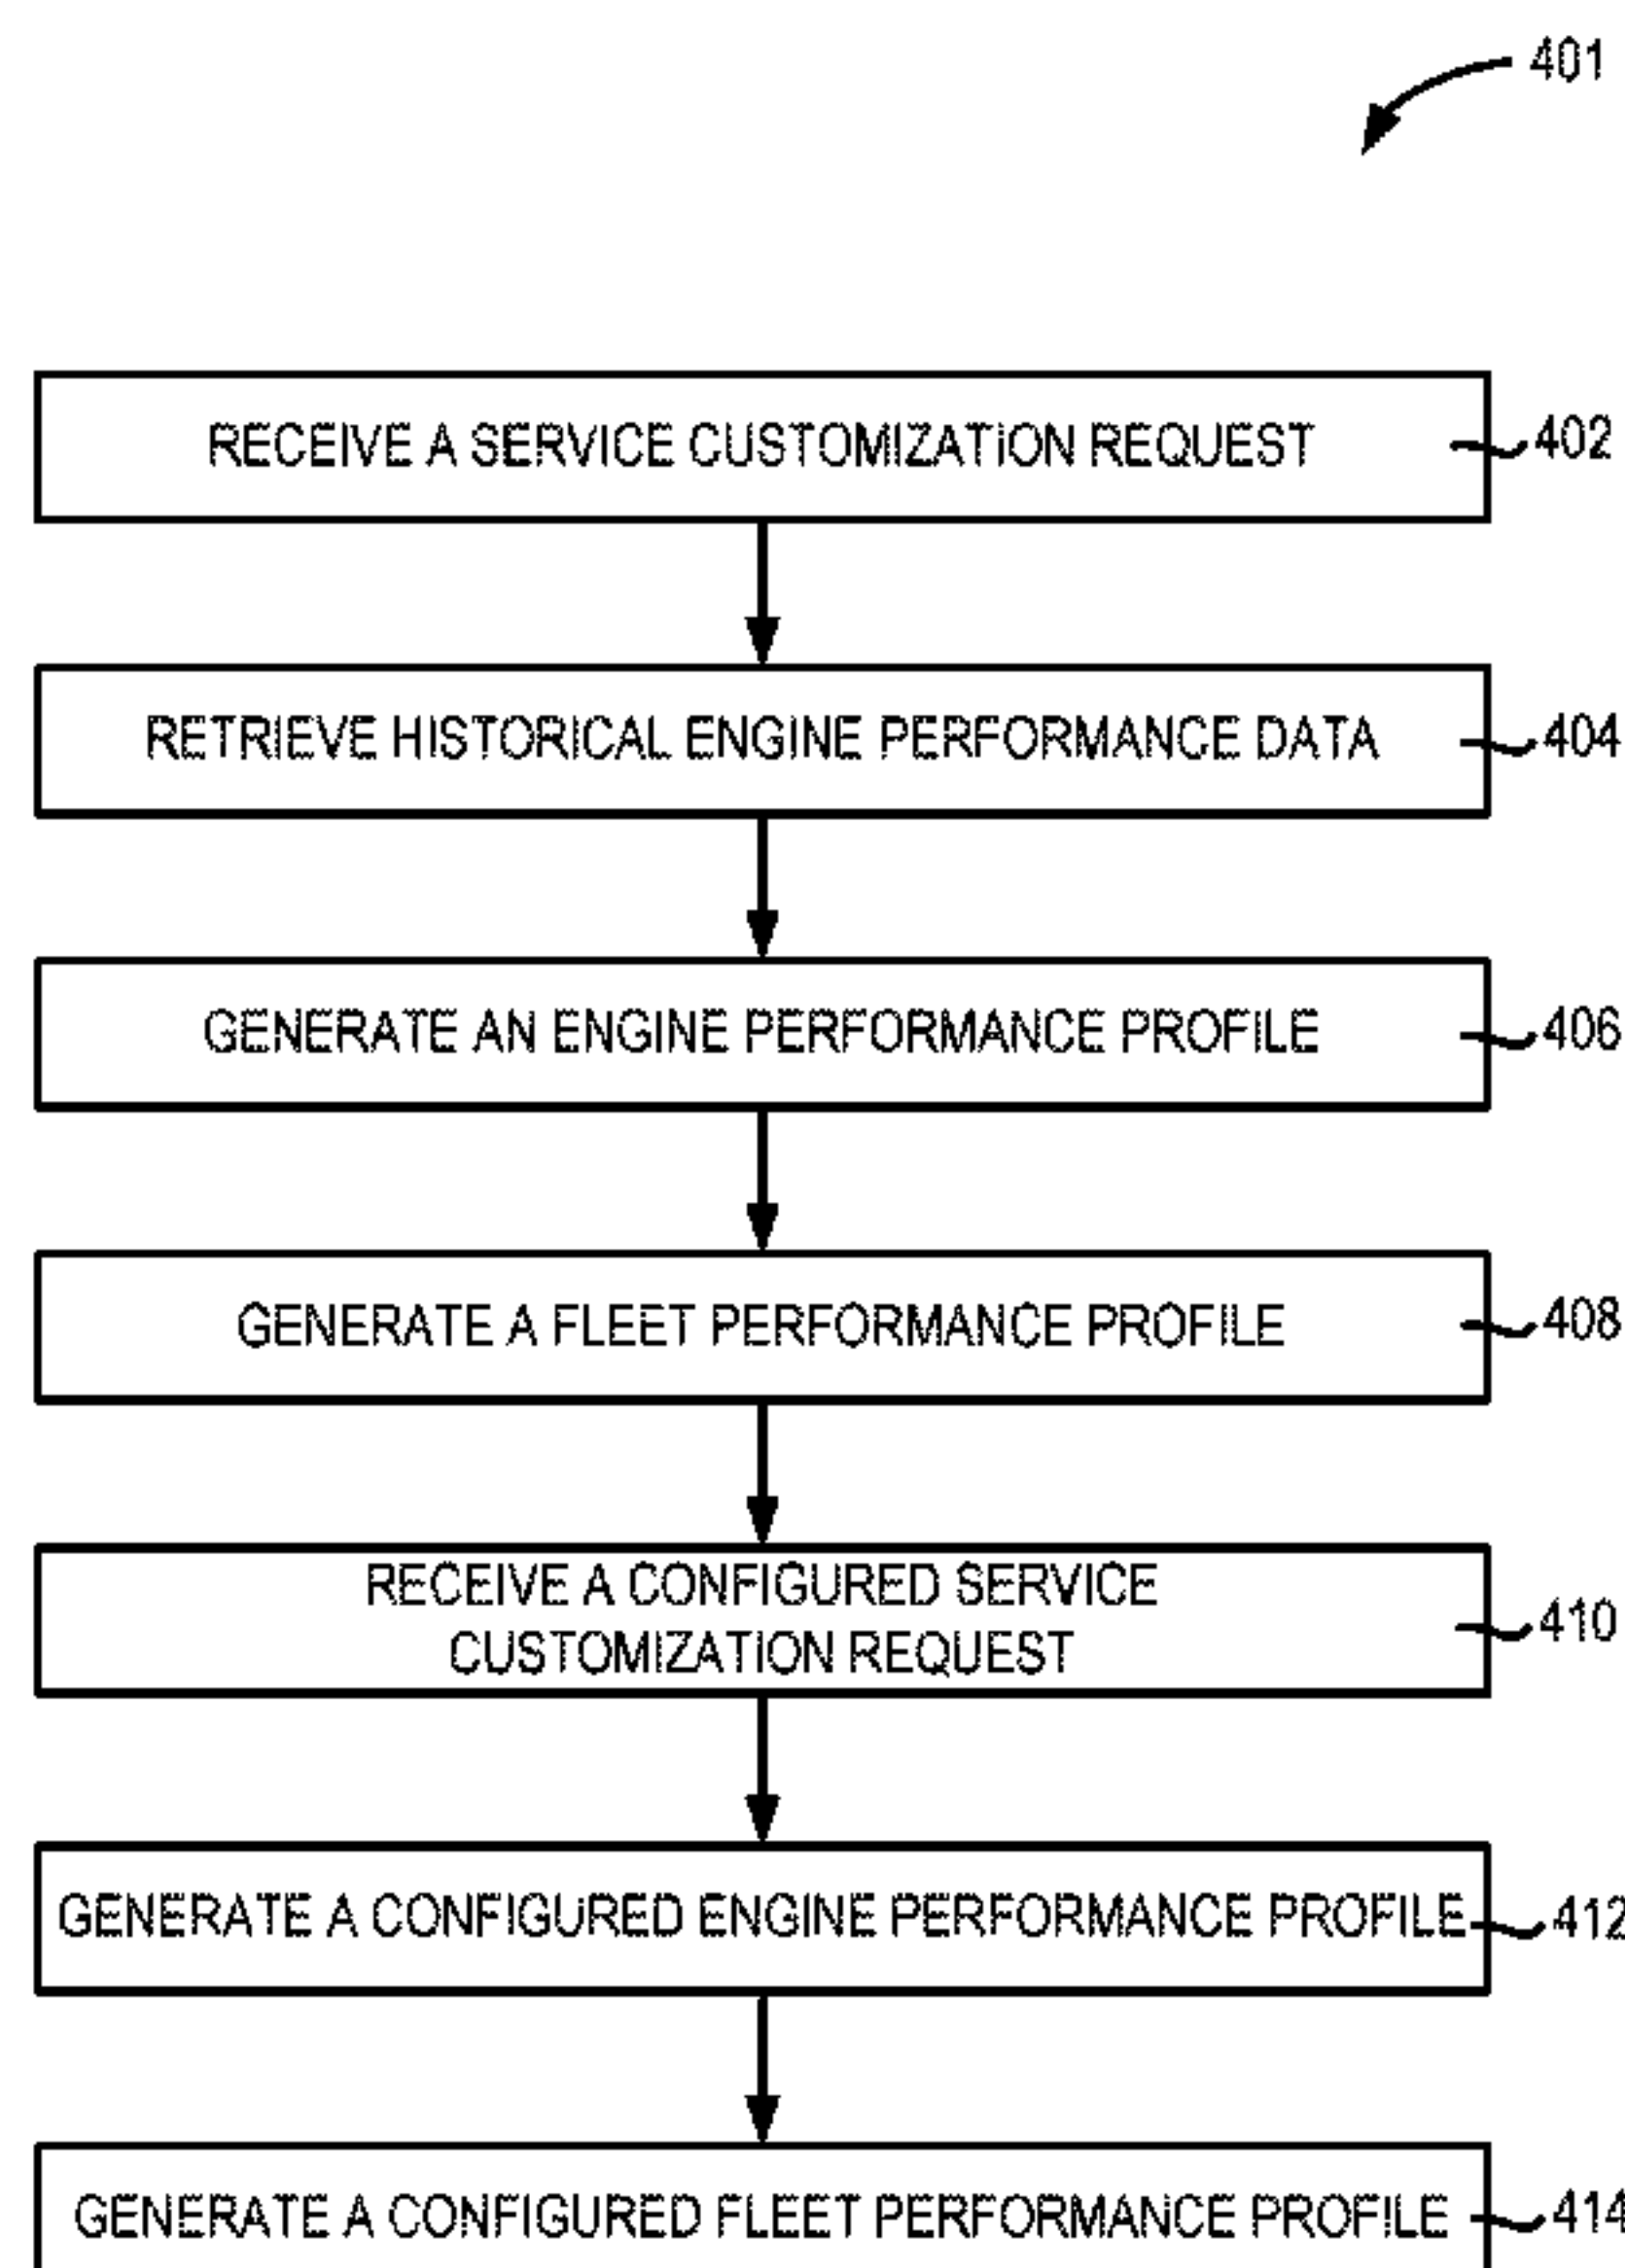 401
RECEIVE A SERVICE CUSTOMIZATION REQUEST
402
RETRIEVE HISTORICAL ENGINE PERFORMANCE DATA
404
GENERATE AN ENGINE PERFORMANCE PROFILE
406
GENERATE A FLEET PERFORMANCE PROFILE
408
RECEIVE A CONFIGURED SERVICE
CUSTOMIZATION REQUEST
410
GENERATE A CONFIGURED ENGINE PERFORMANCE PROFILE
412
GENERATE A CONFIGURED FLEET PERFORMANCE PROFILE
414